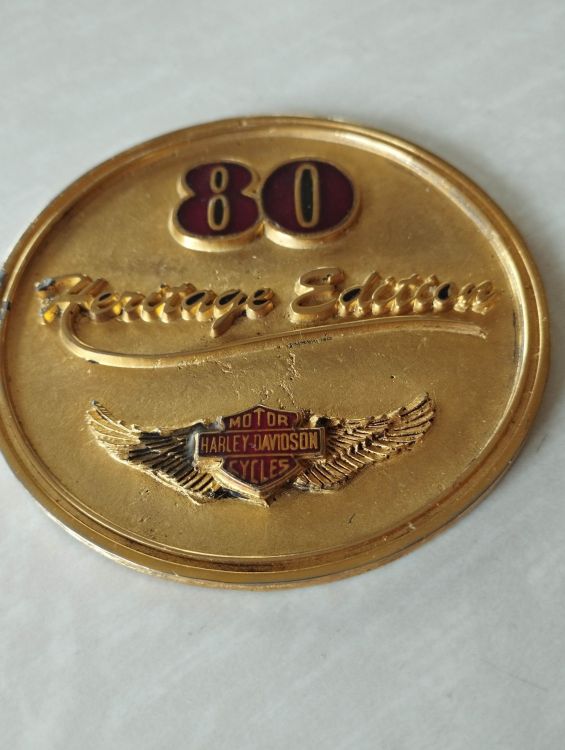 80
Heritage Edition
MOTOR
HARLEY-DAVIDSON
CYCLES